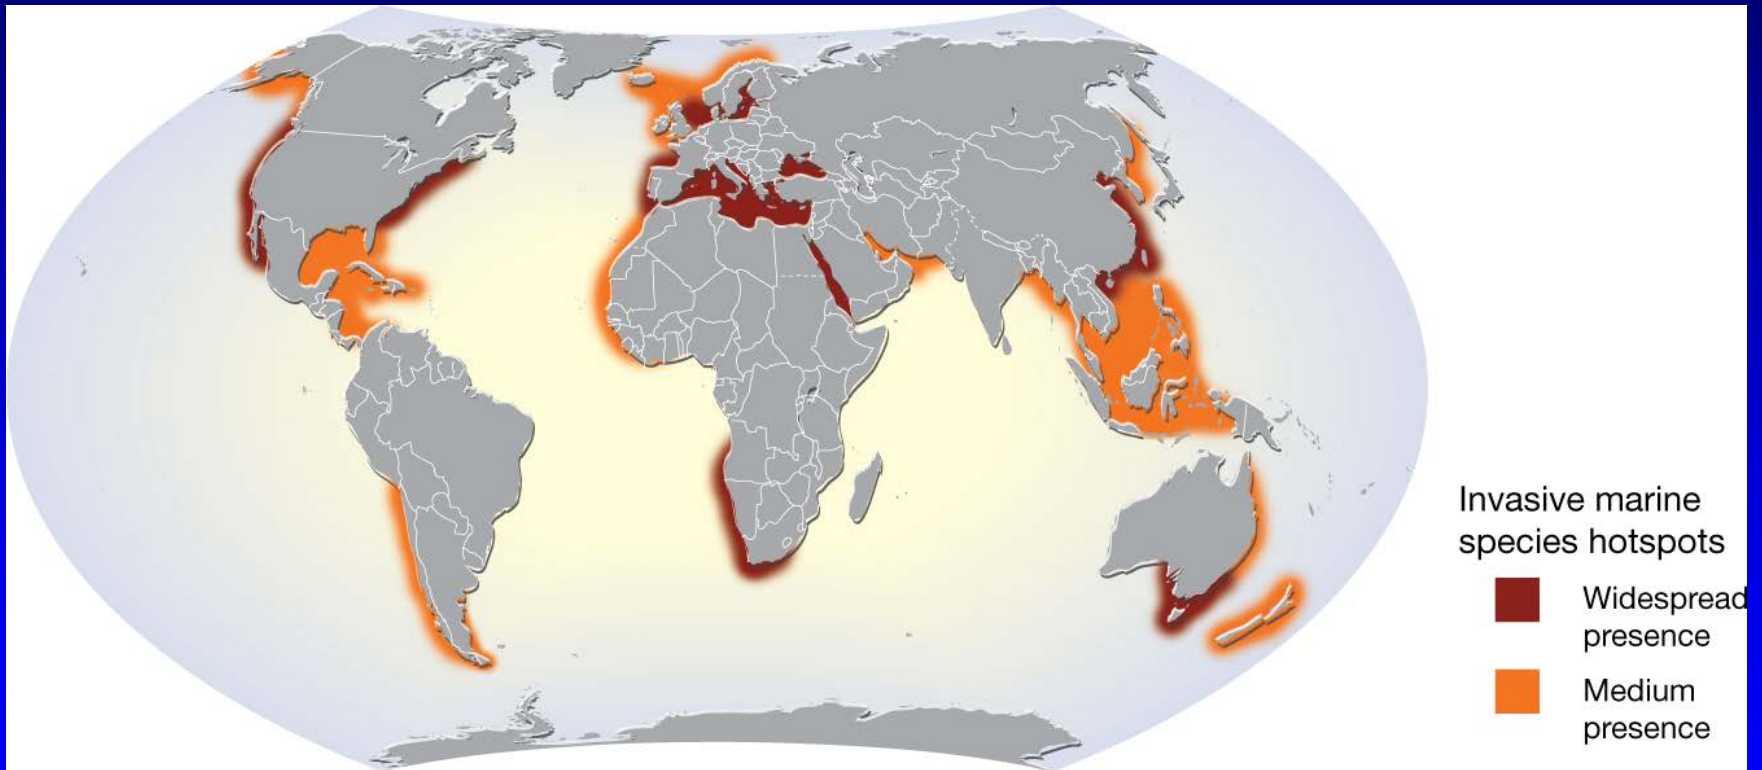 Invasive marine
species hotspots
Widespread
presence
Medium
presence